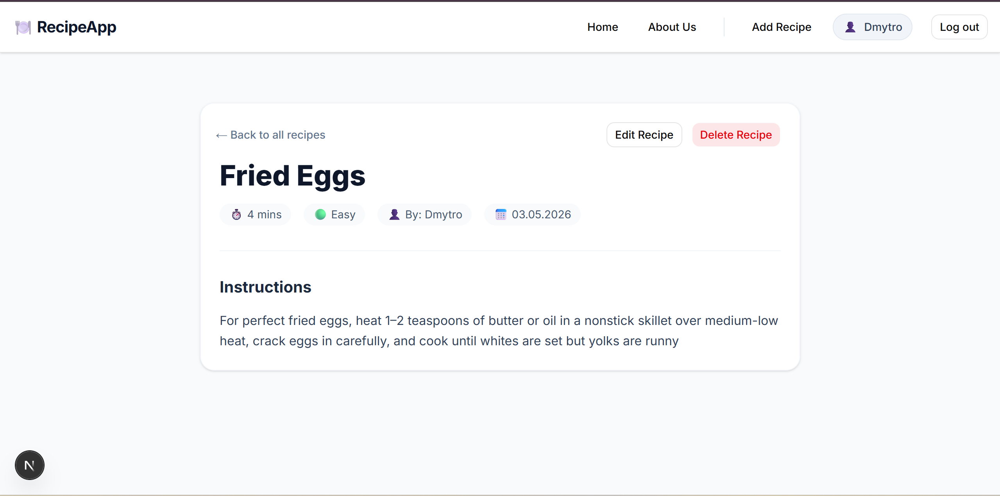 RecipeApp
Home
About Us
Add Recipe
Dmytro
Log out
← Back to all recipes
Edit Recipe
Delete Recipe
Fried Eggs
4 mins
Easy
By: Dmytro
03.05.2026
Instructions
For perfect fried eggs, heat 1–2 teaspoons of butter or oil in a nonstick skillet over medium-low
heat, crack eggs in carefully, and cook until whites are set but yolks are runny
N